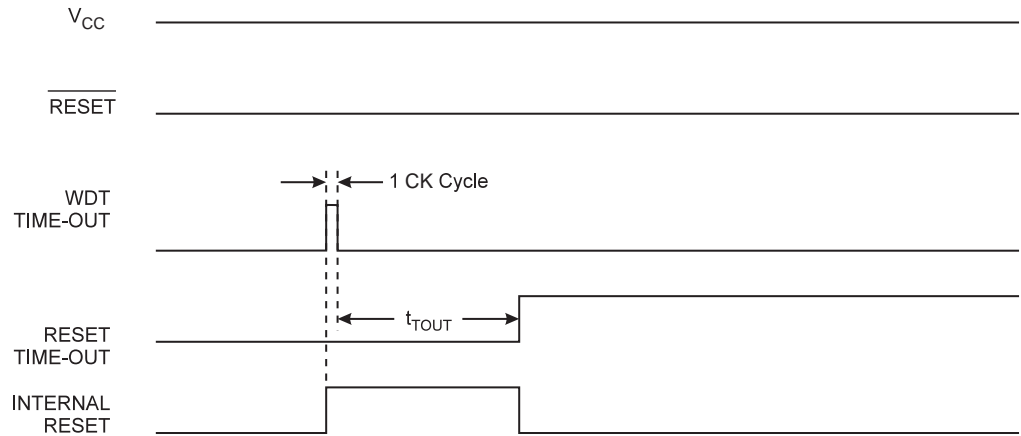 VCC
RESET
1 CK Cycle
WDT
TIME-OUT
tTOUT
RESET
TIME-OUT
INTERNAL
RESET